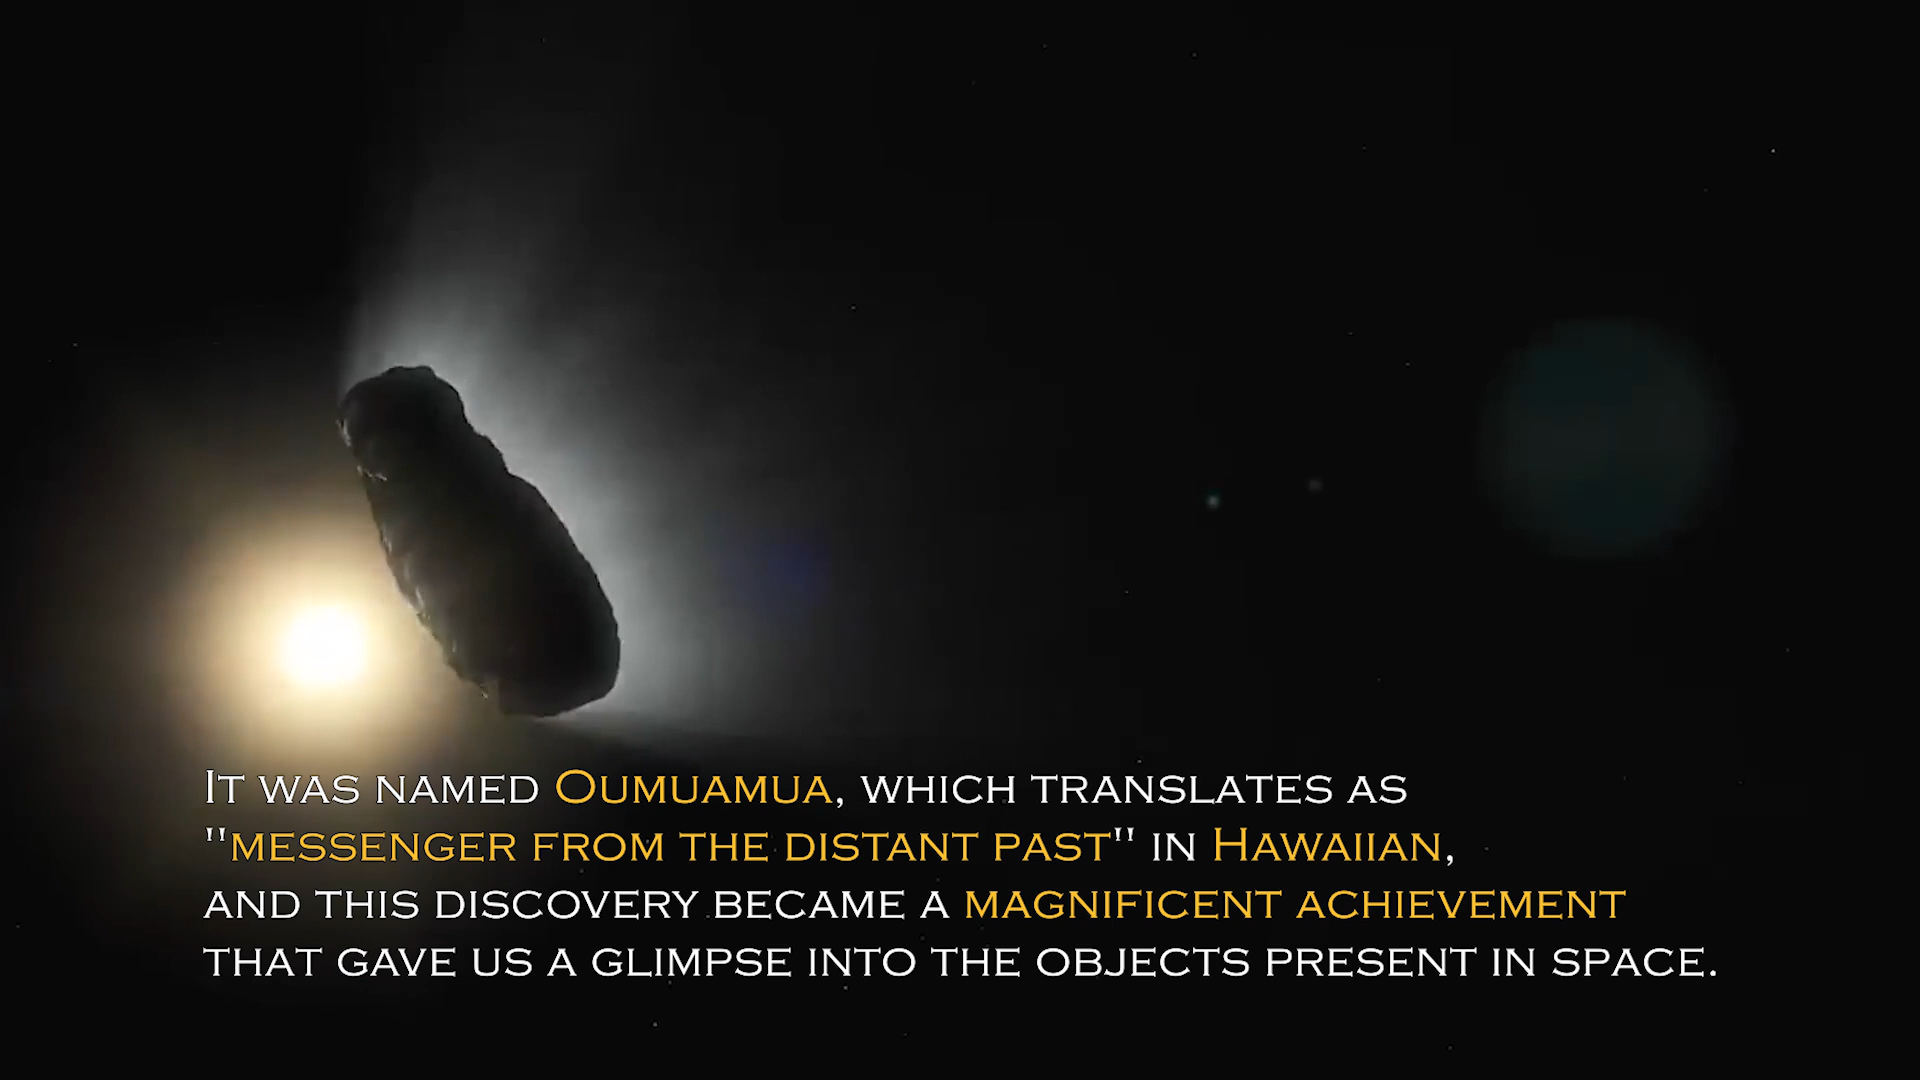 It was named Oumuamua, which translates as
"messenger from the distant past" in Hawaiian,
and this discovery became a magnificent achievement
that gave us a glimpse into the objects present in space.